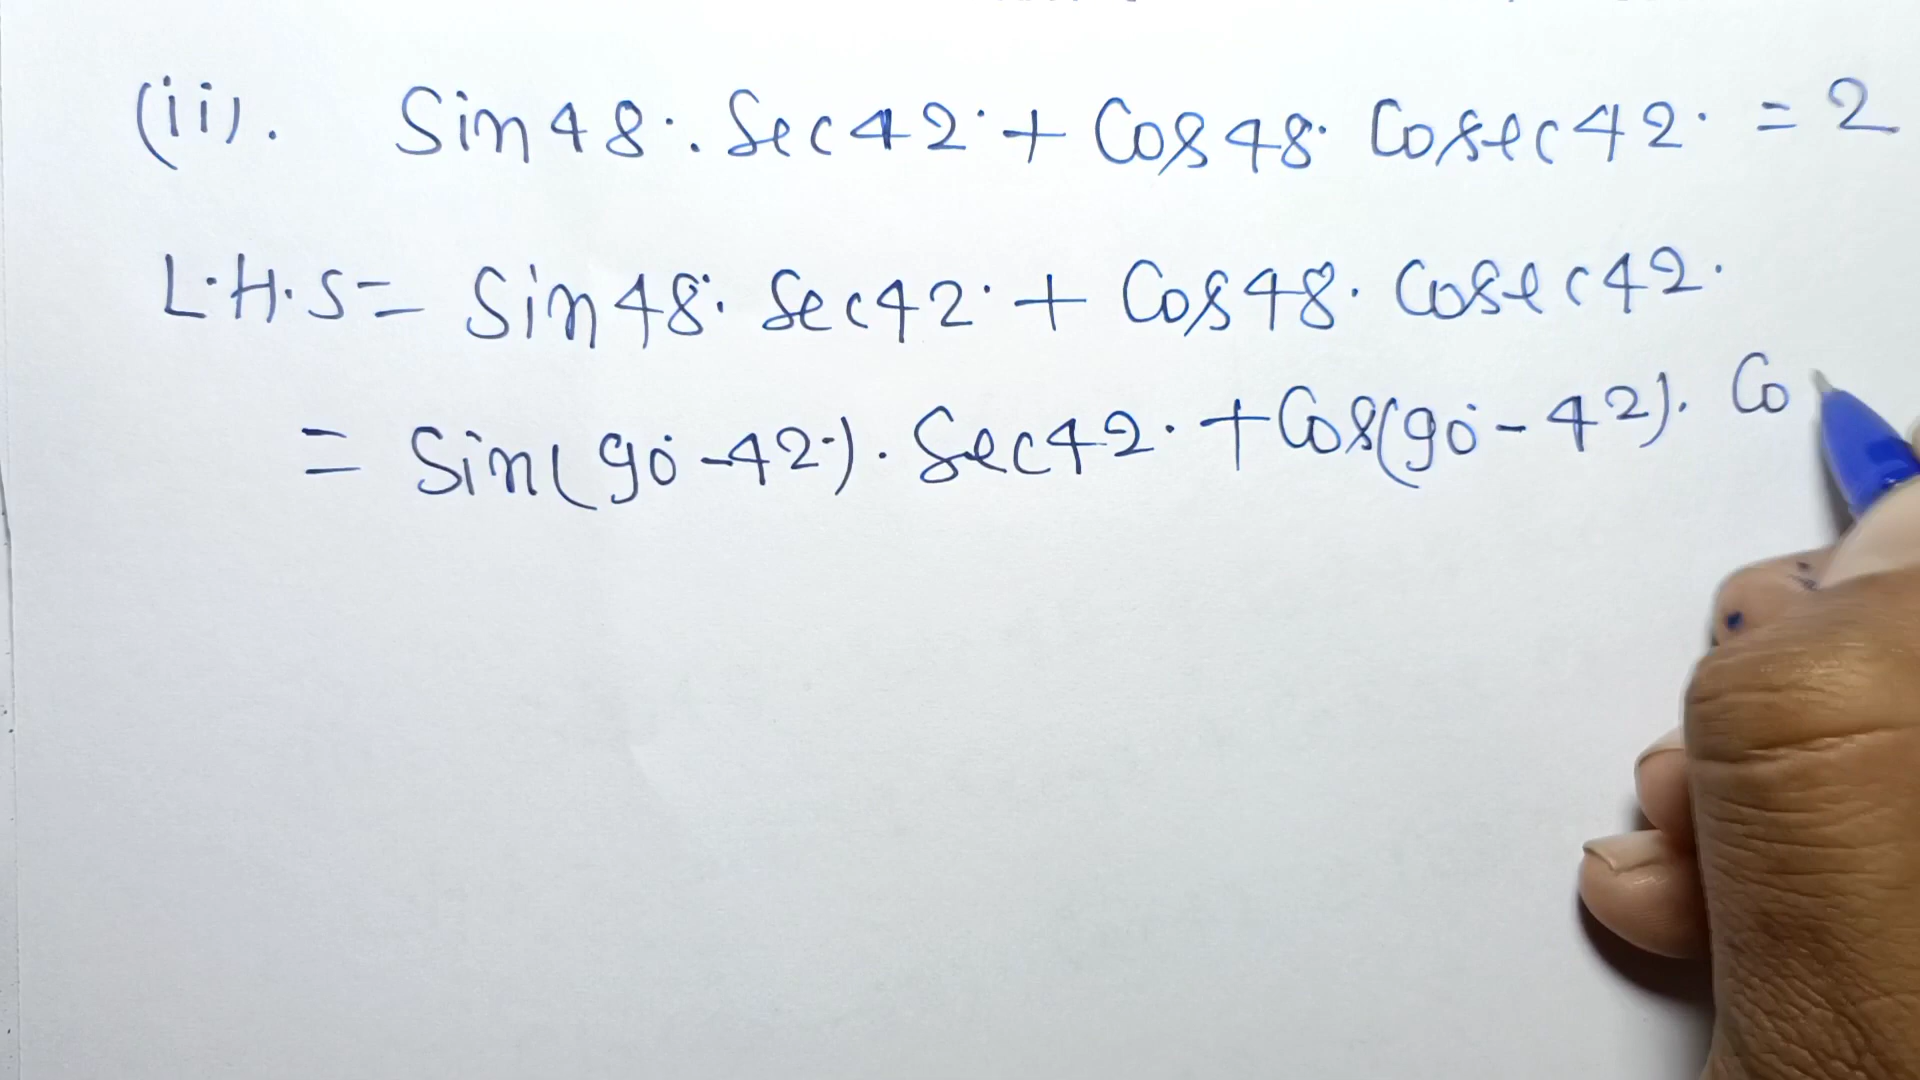 (ii). Sin48°. Sec42° + Cos48° Cosec42° = 2
L.H.S = Sin48° Sec42° + Cos48° Cosec42°
= Sin(90°-42°). Sec42° + Cos(90°-42). Co